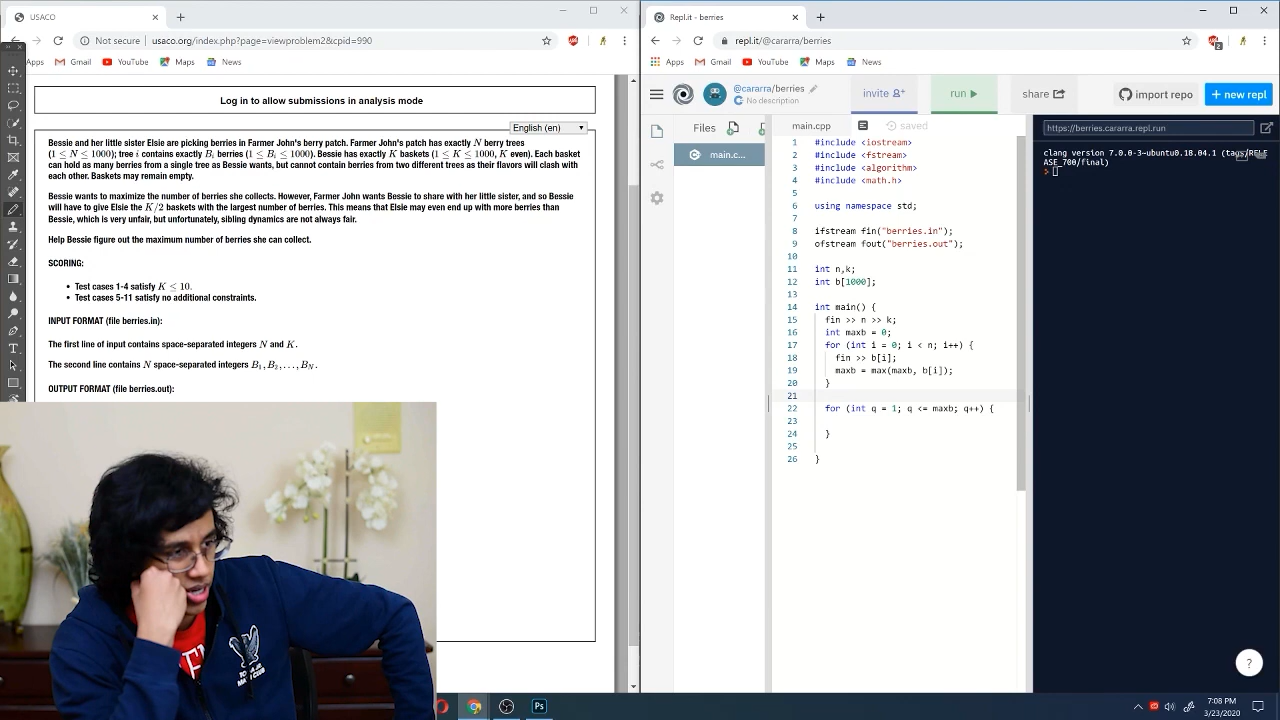 USACO
Not secure | usaco.org/index.php?page=viewproblem2&cpid=990
Apps Gmail YouTube Maps News
Log in to allow submissions in analysis mode
English (en)
Bessie and her little sister Elsie are picking berries in Farmer John's berry patch. Farmer John's patch has exactly N berry trees
(1 ≤ N ≤ 1000); tree i contains exactly B_i berries (1 ≤ B_i ≤ 1000). Bessie has exactly K baskets (1 ≤ K ≤ 1000, K even). Each basket
can hold as many berries from a single tree as Bessie wants, but cannot contain berries from two different trees as their flavors will clash with
each other. Baskets may remain empty.
Bessie wants to maximize the number of berries she collects. However, Farmer John wants Bessie to share with her little sister, and so Bessie
will have to give Elsie the K/2 baskets with the largest number of berries. This means that Elsie may even end up with more berries than
Bessie, which is very unfair, but unfortunately, sibling dynamics are not always fair.
Help Bessie figure out the maximum number of berries she can collect.
SCORING:
• Test cases 1-4 satisfy K ≤ 10.
• Test cases 5-11 satisfy no additional constraints.
INPUT FORMAT (file berries.in):
The first line of input contains space-separated integers N and K.
The second line contains N space-separated integers B_1, B_2, ..., B_N.
OUTPUT FORMAT (file berries.out):
Repl.it - berries
repl.it/@cararra/berries
2
Apps Gmail YouTube Maps News
@cararra/berries
No description
invite
run
share
import repo
+ new repl
Files
main.c...
main.cpp
saved
1 #include <iostream>
2 #include <fstream>
3 #include <algorithm>
4 #include <math.h>
5
6 using namespace std;
7
8 ifstream fin("berries.in");
9 ofstream fout("berries.out");
10
11 int n,k;
12 int b[1000];
13
14 int main() {
15 fin >> n >> k;
16 int maxb = 0;
17 for (int i = 0; i < n; i++) {
18 fin >> b[i];
19 maxb = max(maxb, b[i]);
20 }
21
22 for (int q = 1; q <= maxb; q++) {
23
24 }
25
26 }
https://berries.cararra.repl.run
clang version 7.0.0-3~ubuntu0.18.04.1 (tags/RELE
ASE_700/final)
?
Ps
7:08 PM
3/23/2020